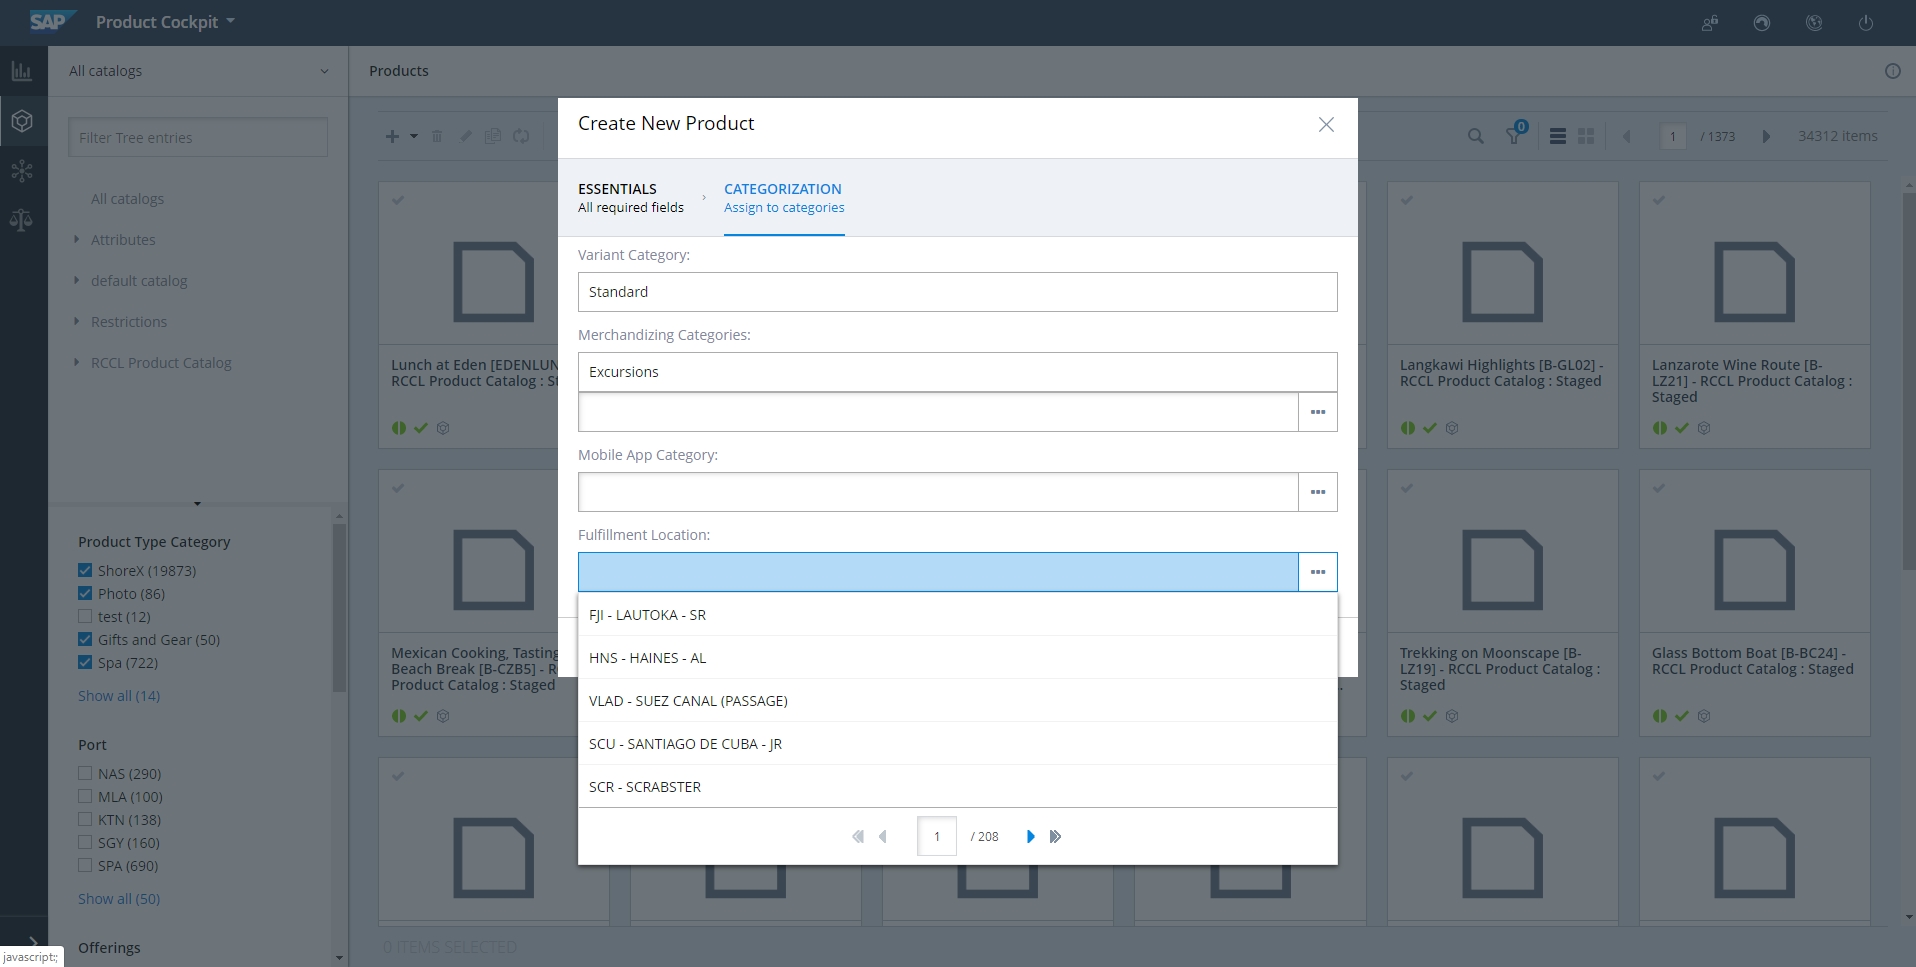 SAP Product Cockpit
All catalogs
Products
Filter Tree entries
All catalogs
Attributes
default catalog
Restrictions
RCCL Product Catalog
Product Type Category
ShoreX (19873)
Photo (86)
test (12)
Gifts and Gear (50)
Spa (722)
Show all (14)
Port
NAS (290)
MLA (100)
KTN (138)
SGY (160)
SPA (690)
Show all (50)
Offerings
javascript:;
0
1 / 1373
34312 items
Lunch at Eden [EDENLUN
RCCL Product Catalog : St
Langkawi Highlights [B-GL02] -
RCCL Product Catalog : Staged
Lanzarote Wine Route [B-
LZ21] - RCCL Product Catalog :
Staged
Mexican Cooking, Tasting
Beach Break [B-CZB5] - R
Product Catalog : Staged
Trekking on Moonscape [B-
LZ19] - RCCL Product Catalog :
Staged
Glass Bottom Boat [B-BC24] -
RCCL Product Catalog : Staged
0 ITEMS SELECTED
Create New Product
ESSENTIALS
All required fields
CATEGORIZATION
Assign to categories
Variant Category:
Standard
Merchandizing Categories:
Excursions
Mobile App Category:
Fulfillment Location:
FJI - LAUTOKA - SR
HNS - HAINES - AL
VLAD - SUEZ CANAL (PASSAGE)
SCU - SANTIAGO DE CUBA - JR
SCR - SCRABSTER
1 / 208